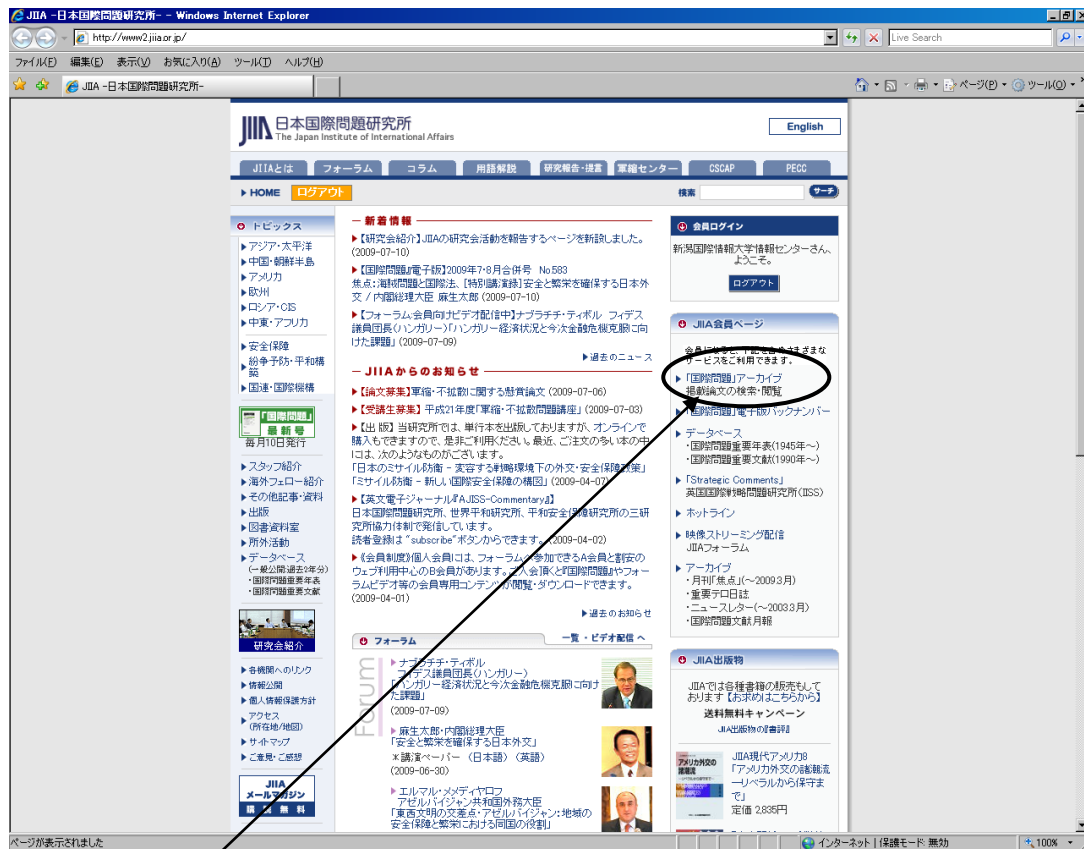 JIIA -日本国際問題研究所- - Windows Internet Explorer
http://www2.jiia.or.jp/
Live Search
ファイル(F) 編集(E) 表示(V) お気に入り(A) ツール(T) ヘルプ(H)
JIIA -日本国際問題研究所-
ページ(P) ツール(O)
JIIA 日本国際問題研究所
The Japan Institute of International Affairs
English
JIIAとは フォーラム コラム 用語解説 研究報告・提言 軍縮センター CSCAP PECC
HOME ログアウト
検索 サーチ
トピックス
アジア・太平洋
中国・朝鮮半島
アメリカ
欧州
ロシア・CIS
中東・アフリカ
安全保障
紛争予防・平和構
築
国連・国際機構
「国際問題」
最新号
毎月10日発行
スタッフ紹介
海外フェロー紹介
その他記事・資料
出版
図書資料室
所外活動
データベース
(一般公開:過去2年分)
・国際問題重要年表
・国際問題重要文献
研究会紹介
各機関へのリンク
情報公開
個人情報保護方針
アクセス
(所在地/地図)
サイトマップ
ご意見・ご感想
JIIA
メールマガジン
購読無料
新着情報
【研究会紹介】JIIAの研究会活動を報告するページを新設しました。
(2009-07-10)
【『国際問題』電子版】2009年7・8月合併号 No.583
焦点:海賊問題と国際法、[特別講演録]安全と繁栄を確保する日本外
交 / 内閣総理大臣 麻生太郎 (2009-07-10)
【フォーラム:会員向けビデオ配信中】ナブラチチ・ティボル フィデス
議員団長(ハンガリー)「ハンガリー経済状況と今次金融危機克服に向
けた課題」 (2009-07-09)
過去のニュース
JIIAからのお知らせ
【論文募集】軍縮・不拡散に関する懸賞論文 (2009-07-06)
【受講生募集】 平成21年度「軍縮・不拡散問題講座」 (2009-07-03)
【出 版】 当研究所では、単行本を出版しておりますが、オンラインで
購入もできますので、是非ご利用ください。最近、ご注文の多い本の中
には、次のようなものがございます。
「日本のミサイル防衛 - 変容する戦略環境下の外交・安全保障政策」
「ミサイル防衛 - 新しい国際安全保障の構図」 (2009-04-07)
【英文電子ジャーナル『AJISS-Commentary』】
日本国際問題研究所、世界平和研究所、平和安全保障研究所の三研
究所協力体制で発信しています。
読者登録は “subscribe”ボタンからできます。 (2009-04-02)
《会員制度》個人会員には、フォーラムへ参加できるA会員と割安の
ウェブ利用中心のB会員があります。ご入会頂くと『国際問題』やフォー
ラムビデオ等の会員専用コンテンツが閲覧・ダウンロードできます。
(2009-04-01)
過去のお知らせ
フォーラム 一覧・ビデオ配信 へ
Forum
ナブラチチ・ティボル
フィデス議員団長(ハンガリー)
「ハンガリー経済状況と今次金融危機克服に向け
た課題」
(2009-07-09)
麻生太郎・内閣総理大臣
「安全と繁栄を確保する日本外交」
*講演ペーパー (日本語) (英語)
(2009-06-30)
エルマル・メメディヤロフ
アゼルバイジャン共和国外務大臣
「東西文明の交差点・アゼルバイジャン:地域の
安全保障と繁栄における同国の役割」
会員ログイン
新潟国際情報大学情報センターさん、
ようこそ。
ログアウト
JIIA会員ページ
会員になると、下記を含めさまざまな
サービスをご利用できます。
「国際問題」アーカイブ
掲載論文の検索・閲覧
「国際問題」電子版バックナンバー
データベース
・国際問題重要年表(1945年~)
・国際問題重要文献(1990年~)
「Strategic Comments」
英国国際戦略問題研究所(IISS)
ホットライン
映像ストリーミング配信
JIIAフォーラム
アーカイブ
・月刊「焦点」(~2009.3月)
・重要テロ日誌
・ニュースレター(~2003.3月)
・国際問題文献月報
JIIA出版物
JIIAでは各種書籍の販売もして
おります【お求めはこちらから】
送料無料キャンペーン
JIIA出版物の『書評』
アメリカ外交の
諸潮流
JIIA現代アメリカ8
「アメリカ外交の諸潮流
―リベラルから保守ま
で」
定価 2,835円
ページが表示されました
インターネット | 保護モード: 無効
100%